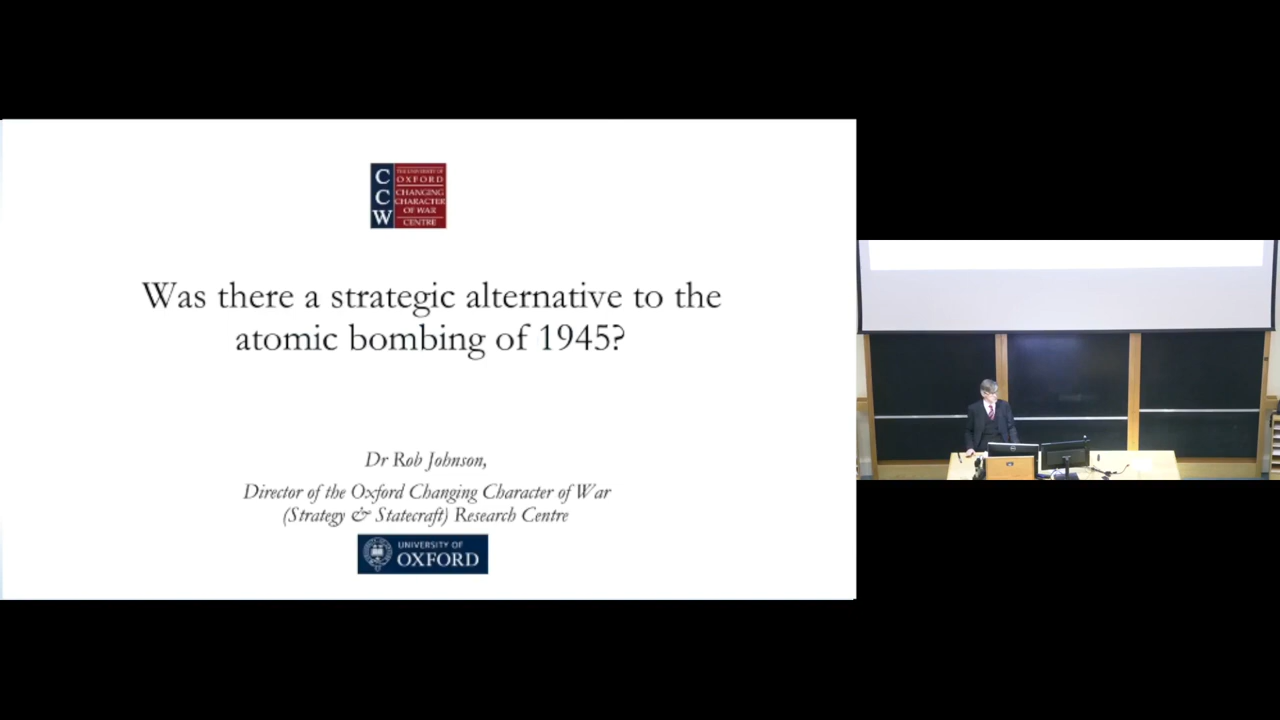 C
C
W
THE UNIVERSITY OF
OXFORD
CHANGING
CHARACTER
OF WAR
CENTRE
Was there a strategic alternative to the
atomic bombing of 1945?
Dr Rob Johnson,
Director of the Oxford Changing Character of War
(Strategy & Statecraft) Research Centre
UNIVERSITY OF
OXFORD